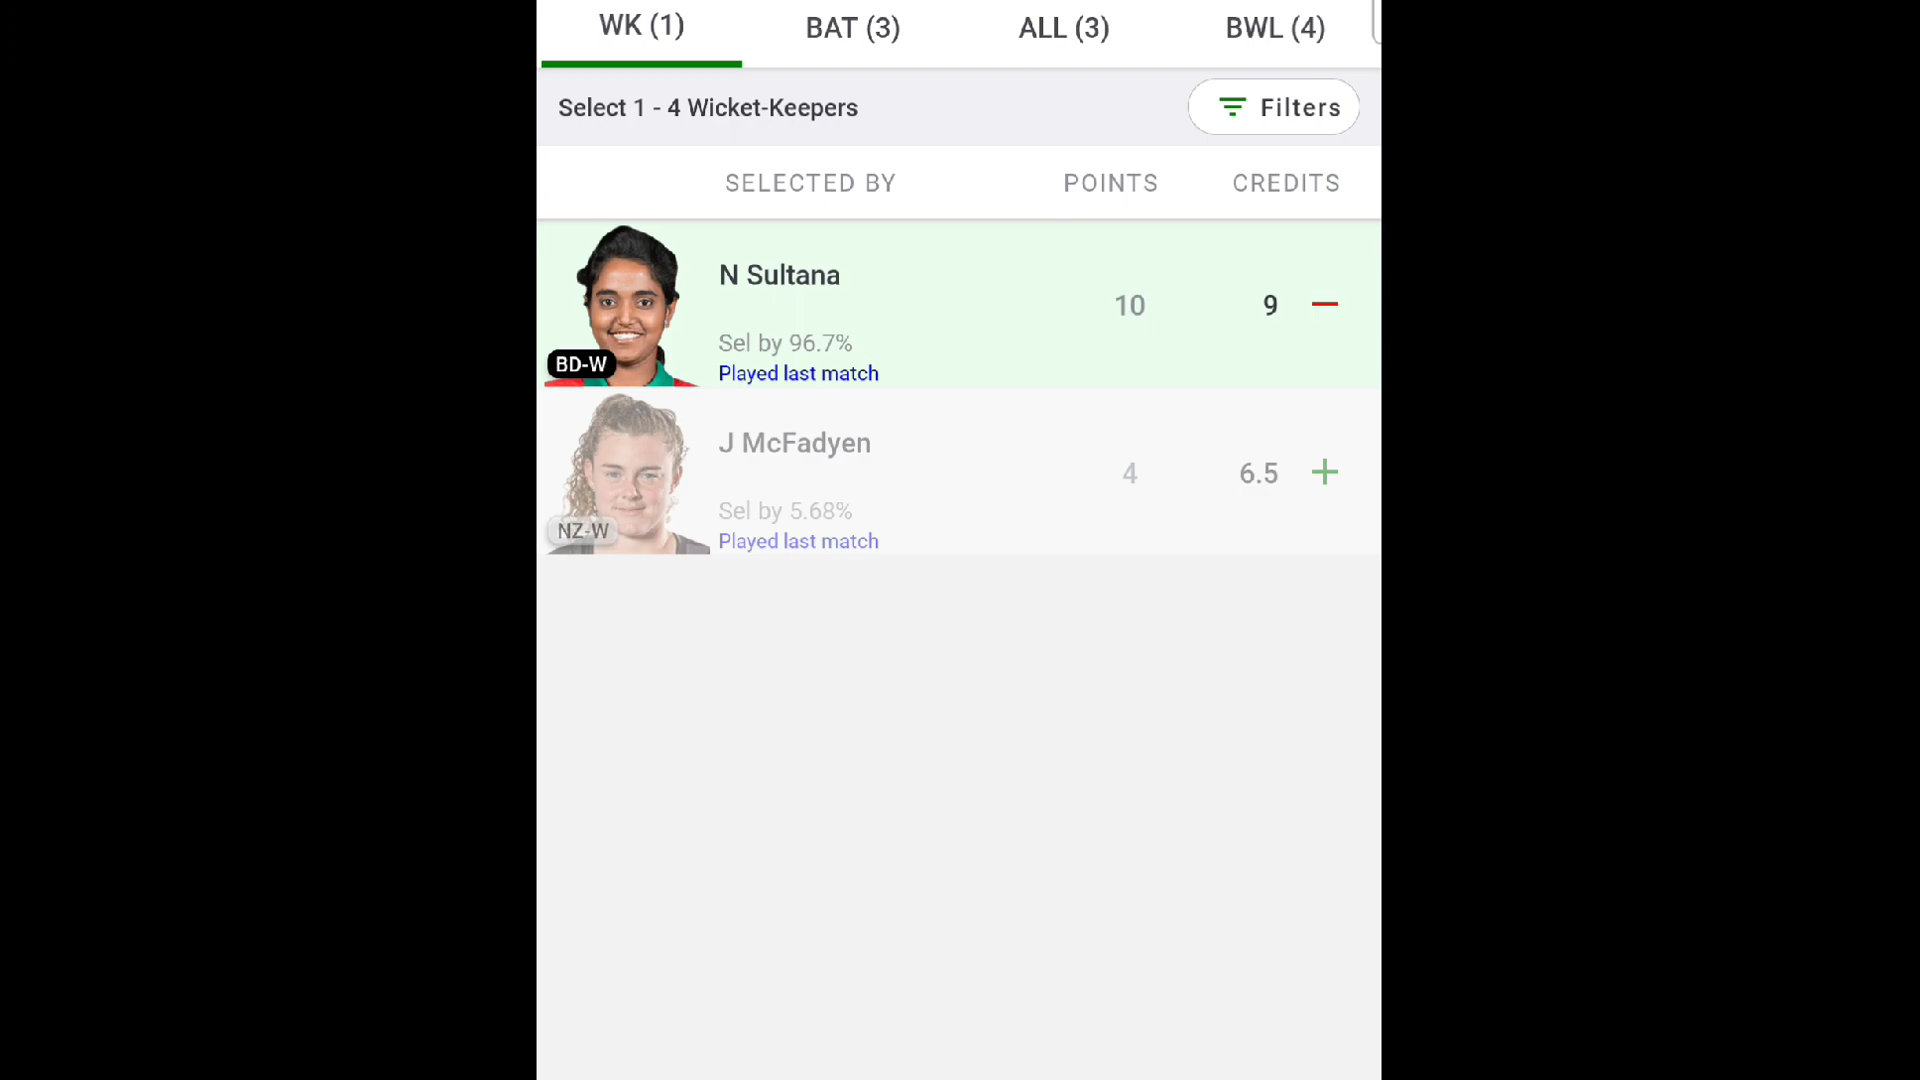 WK (1) BAT (3) ALL (3) BWL (4)
Select 1 - 4 Wicket-Keepers
Filters
SELECTED BY POINTS CREDITS
N Sultana
10 9
Sel by 96.7%
BD-W
Played last match
J McFadyen
4 6.5
Sel by 5.68%
NZ-W
Played last match